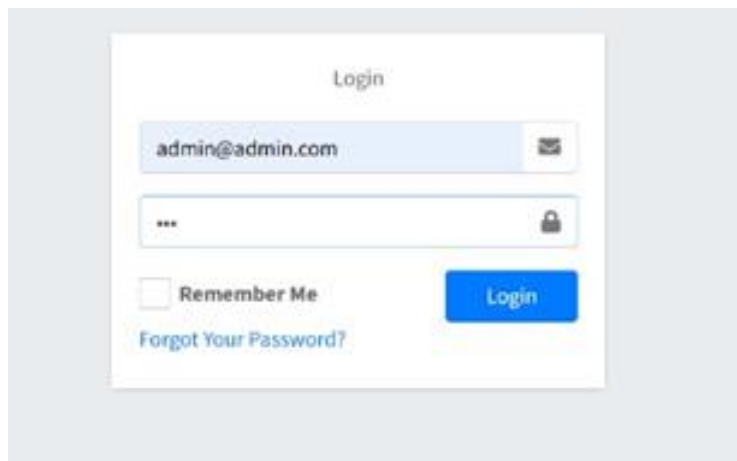 Login
admin@admin.com
•••
Remember Me
Login
Forgot Your Password?